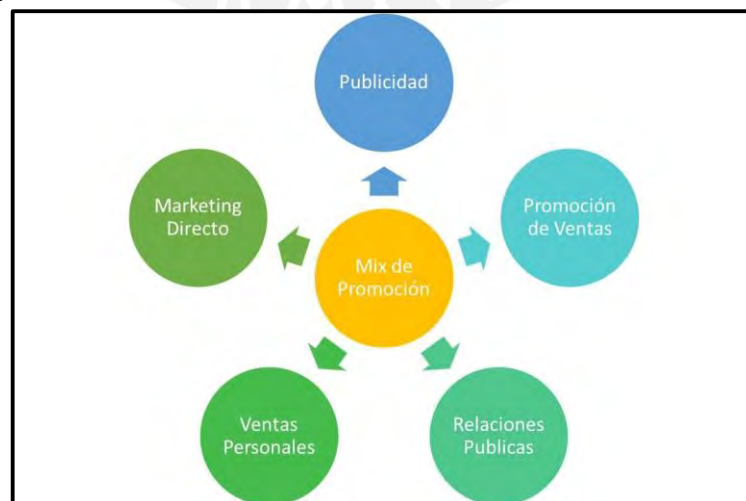 Publicidad
Marketing
Directo
Promoción
de Ventas
Mix de
Promoción
Ventas
Personales
Relaciones
Publicas